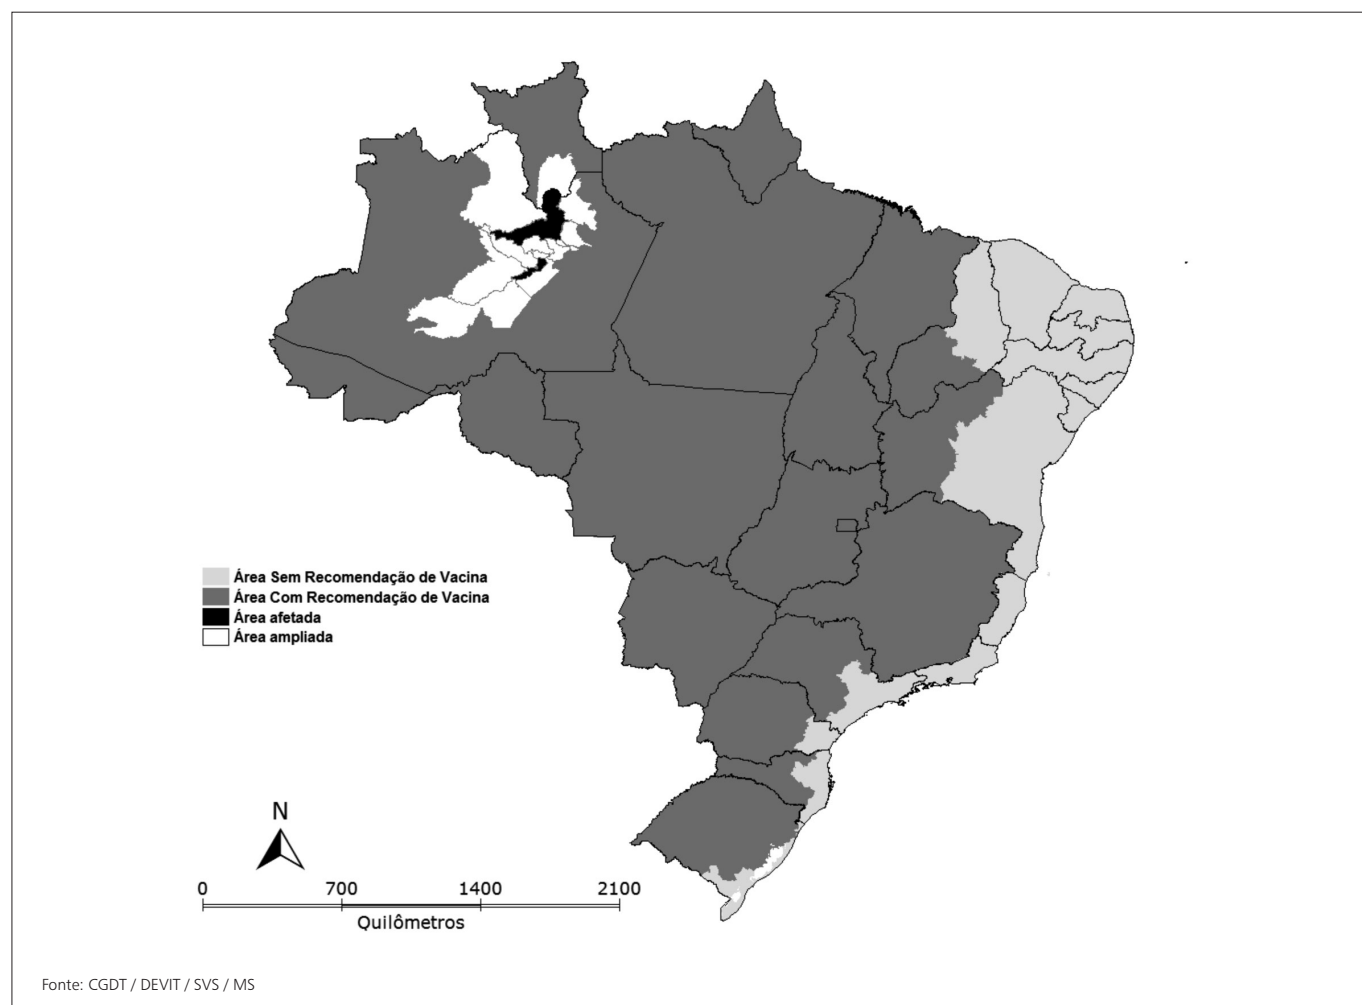 Área Sem Recomendação de Vacina
Área Com Recomendação de Vacina
Área afetada
Área ampliada
N
0 700 1400 2100
Quilômetros
Fonte: CGDT / DEVIT / SVS / MS